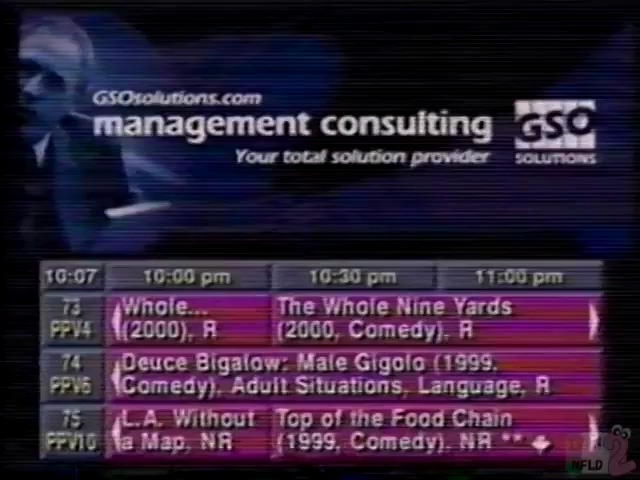 GSOsolutions.com
management consulting
Your total solution provider
GSO
SOLUTIONS
10:07 10:00 pm 10:30 pm 11:00 pm
73 Whole... The Whole Nine Yards
PPV4 (2000), R (2000, Comedy), R
74 Deuce Bigalow: Male Gigolo (1999,
Comedy), Adult Situations, Language, R
75 L.A. Without Top of the Food Chain
PPV10 a Map, NR (1999, Comedy), NR **
NFLD 2